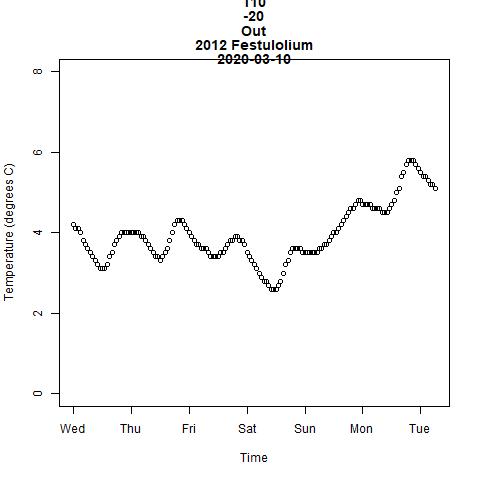 110
-20
Out
2012 Festulolium
2020-03-10
8
6
4
2
0
Temperature (degrees C)
Wed Thu Fri Sat Sun Mon Tue
Time